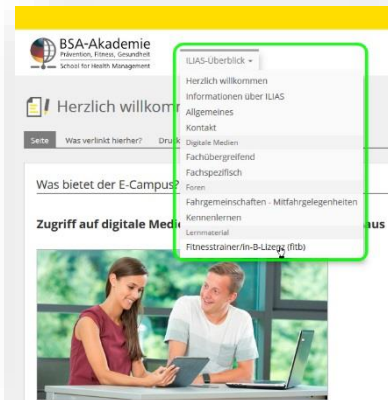 BSA-Akademie
Prävention, Fitness, Gesundheit
School for Health Management
ILIAS-Überblick
Herzlich willkommen
Informationen über ILIAS
Allgemeines
Kontakt
Digitale Medien
Fachübergreifend
Fachspezifisch
Foren
Fahrgemeinschaften - Mitfahrgelegenheiten
Kennenlernen
Lernmaterial
Fitnesstrainer/in-B-Lizenz (fitb)
Herzlich willkom
Seite Was verlinkt hierher? Druck
Was bietet der E-Campus?
Zugriff auf digitale Medie aus